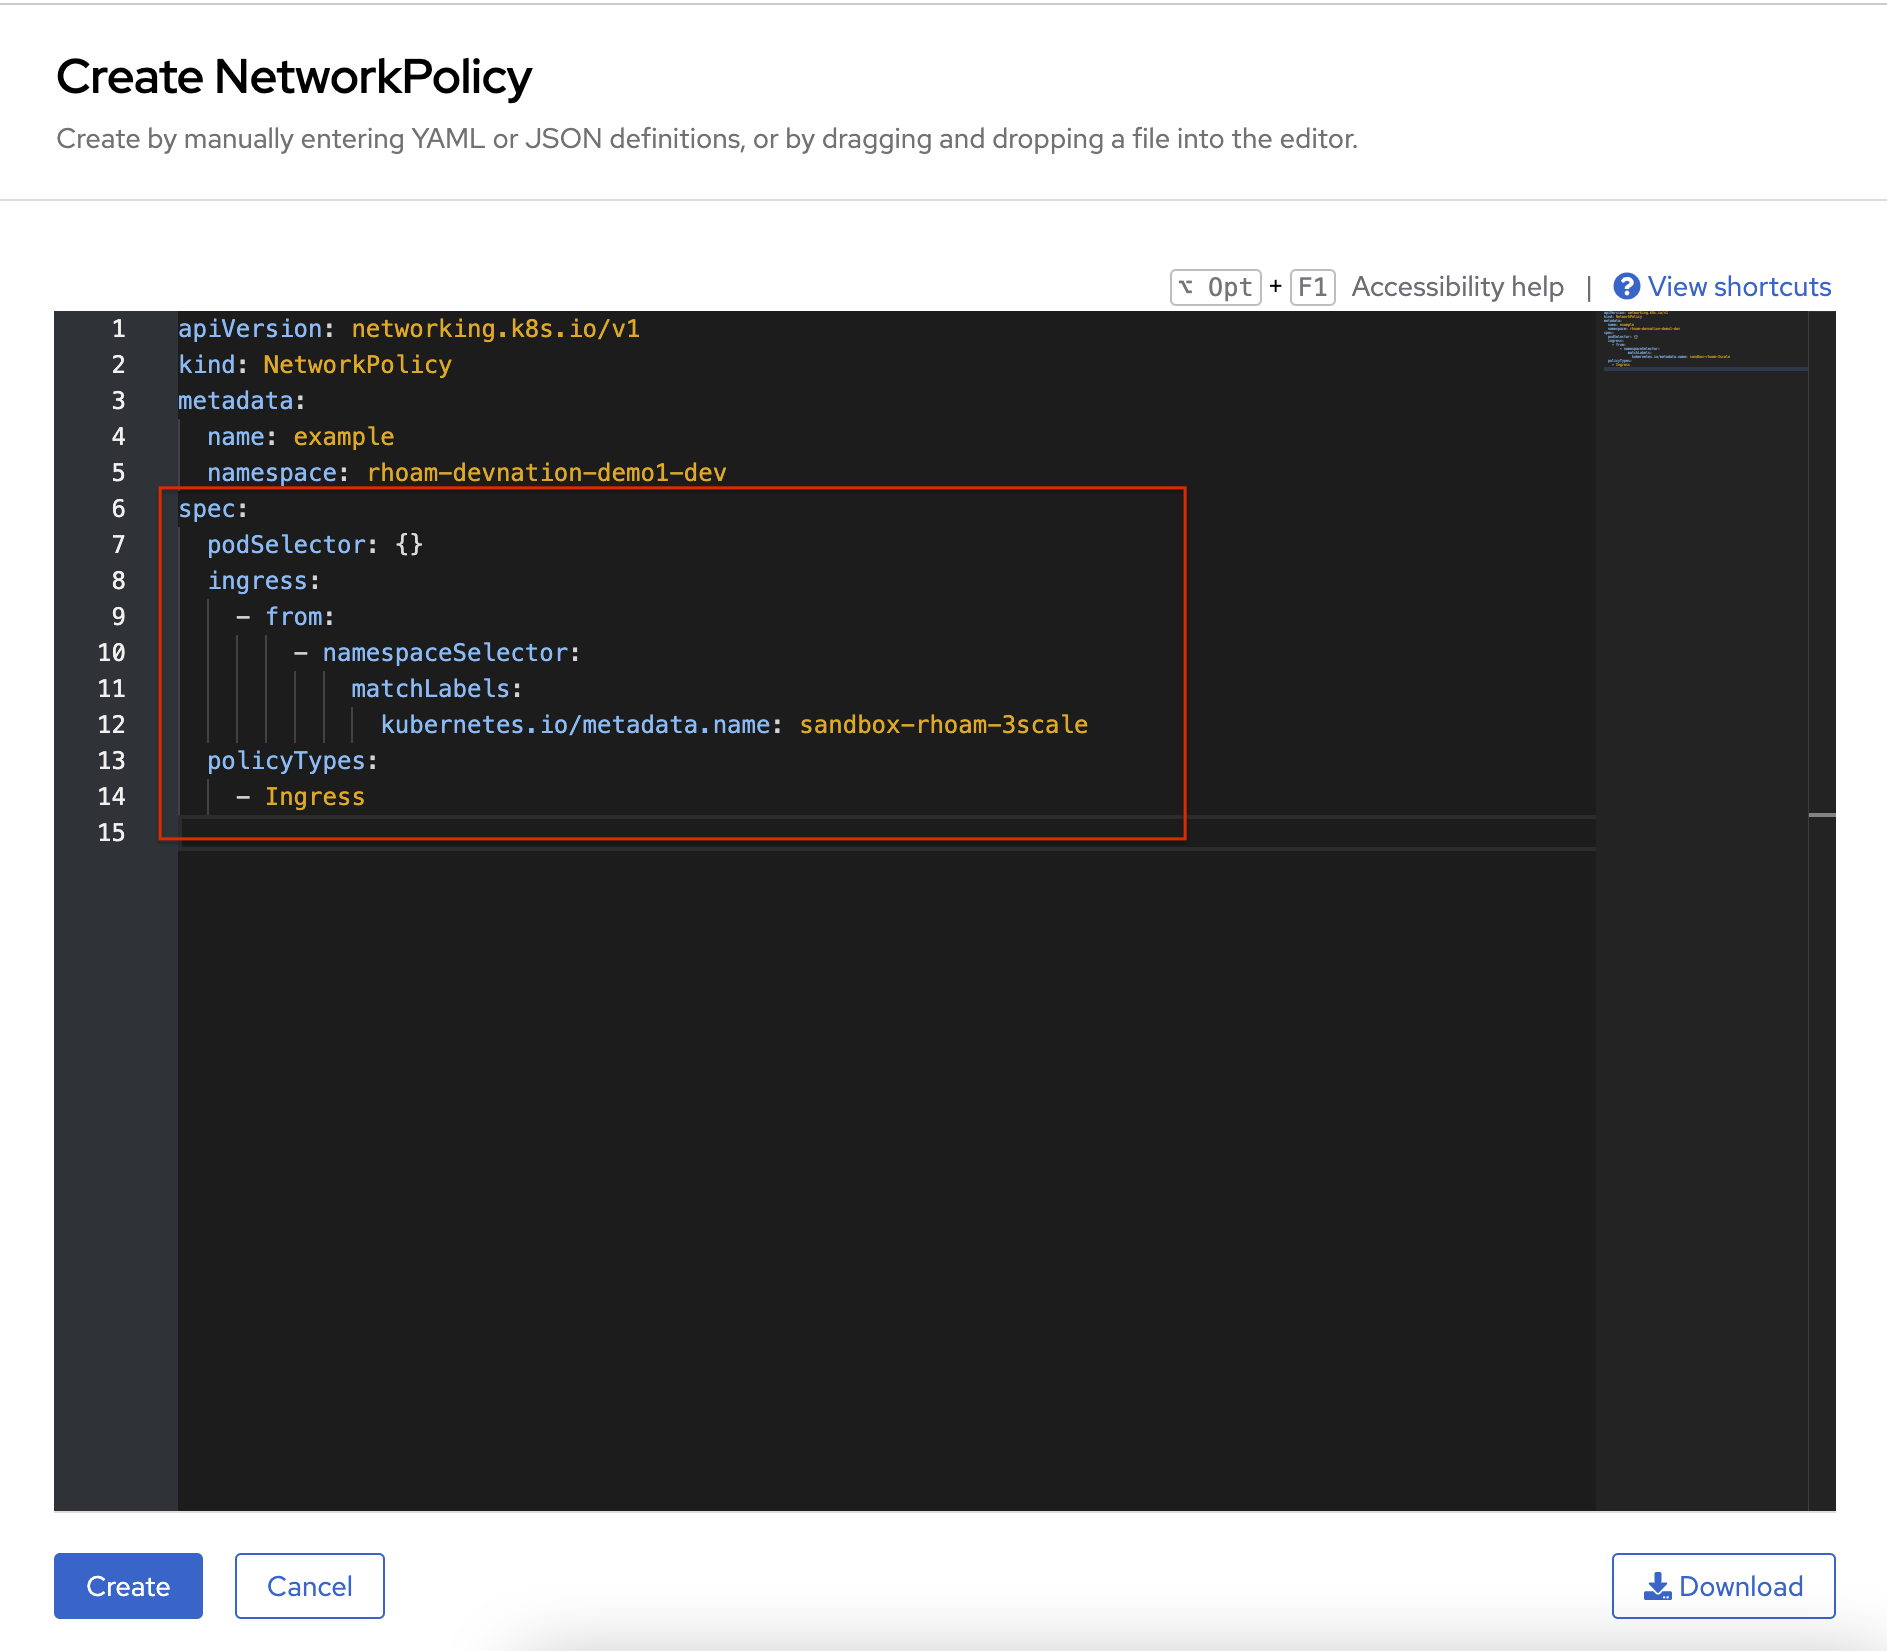 Create NetworkPolicy
Create by manually entering YAML or JSON definitions, or by dragging and dropping a file into the editor.
⌥ Opt + F1 Accessibility help | View shortcuts
1 apiVersion: networking.k8s.io/v1
2 kind: NetworkPolicy
3 metadata:
4   name: example
5   namespace: rhoam-devnation-demo1-dev
6 spec:
7   podSelector: {}
8   ingress:
9     - from:
10         - namespaceSelector:
11             matchLabels:
12               kubernetes.io/metadata.name: sandbox-rhoam-3scale
13   policyTypes:
14     - Ingress
15
Create Cancel Download